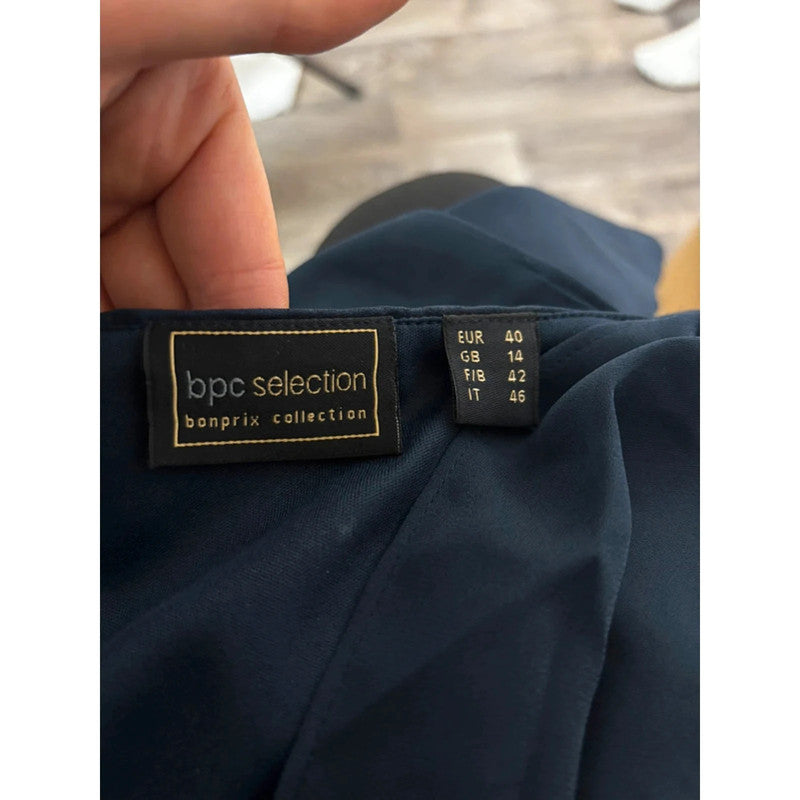 bpc selection
bonprix collection
EUR 40
GB 14
F/B 42
IT 46